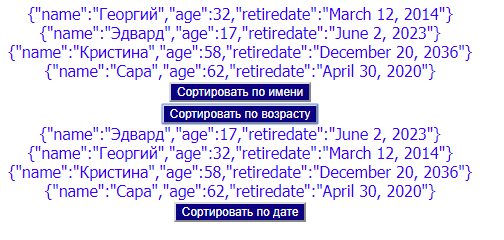 {"name":"Георгий","age":32,"retiredate":"March 12, 2014"}
{"name":"Эдвард","age":17,"retiredate":"June 2, 2023"}
{"name":"Кристина","age":58,"retiredate":"December 20, 2036"}
{"name":"Сара","age":62,"retiredate":"April 30, 2020"}
Сортировать по имени
Сортировать по возрасту
{"name":"Эдвард","age":17,"retiredate":"June 2, 2023"}
{"name":"Георгий","age":32,"retiredate":"March 12, 2014"}
{"name":"Кристина","age":58,"retiredate":"December 20, 2036"}
{"name":"Сара","age":62,"retiredate":"April 30, 2020"}
Сортировать по дате